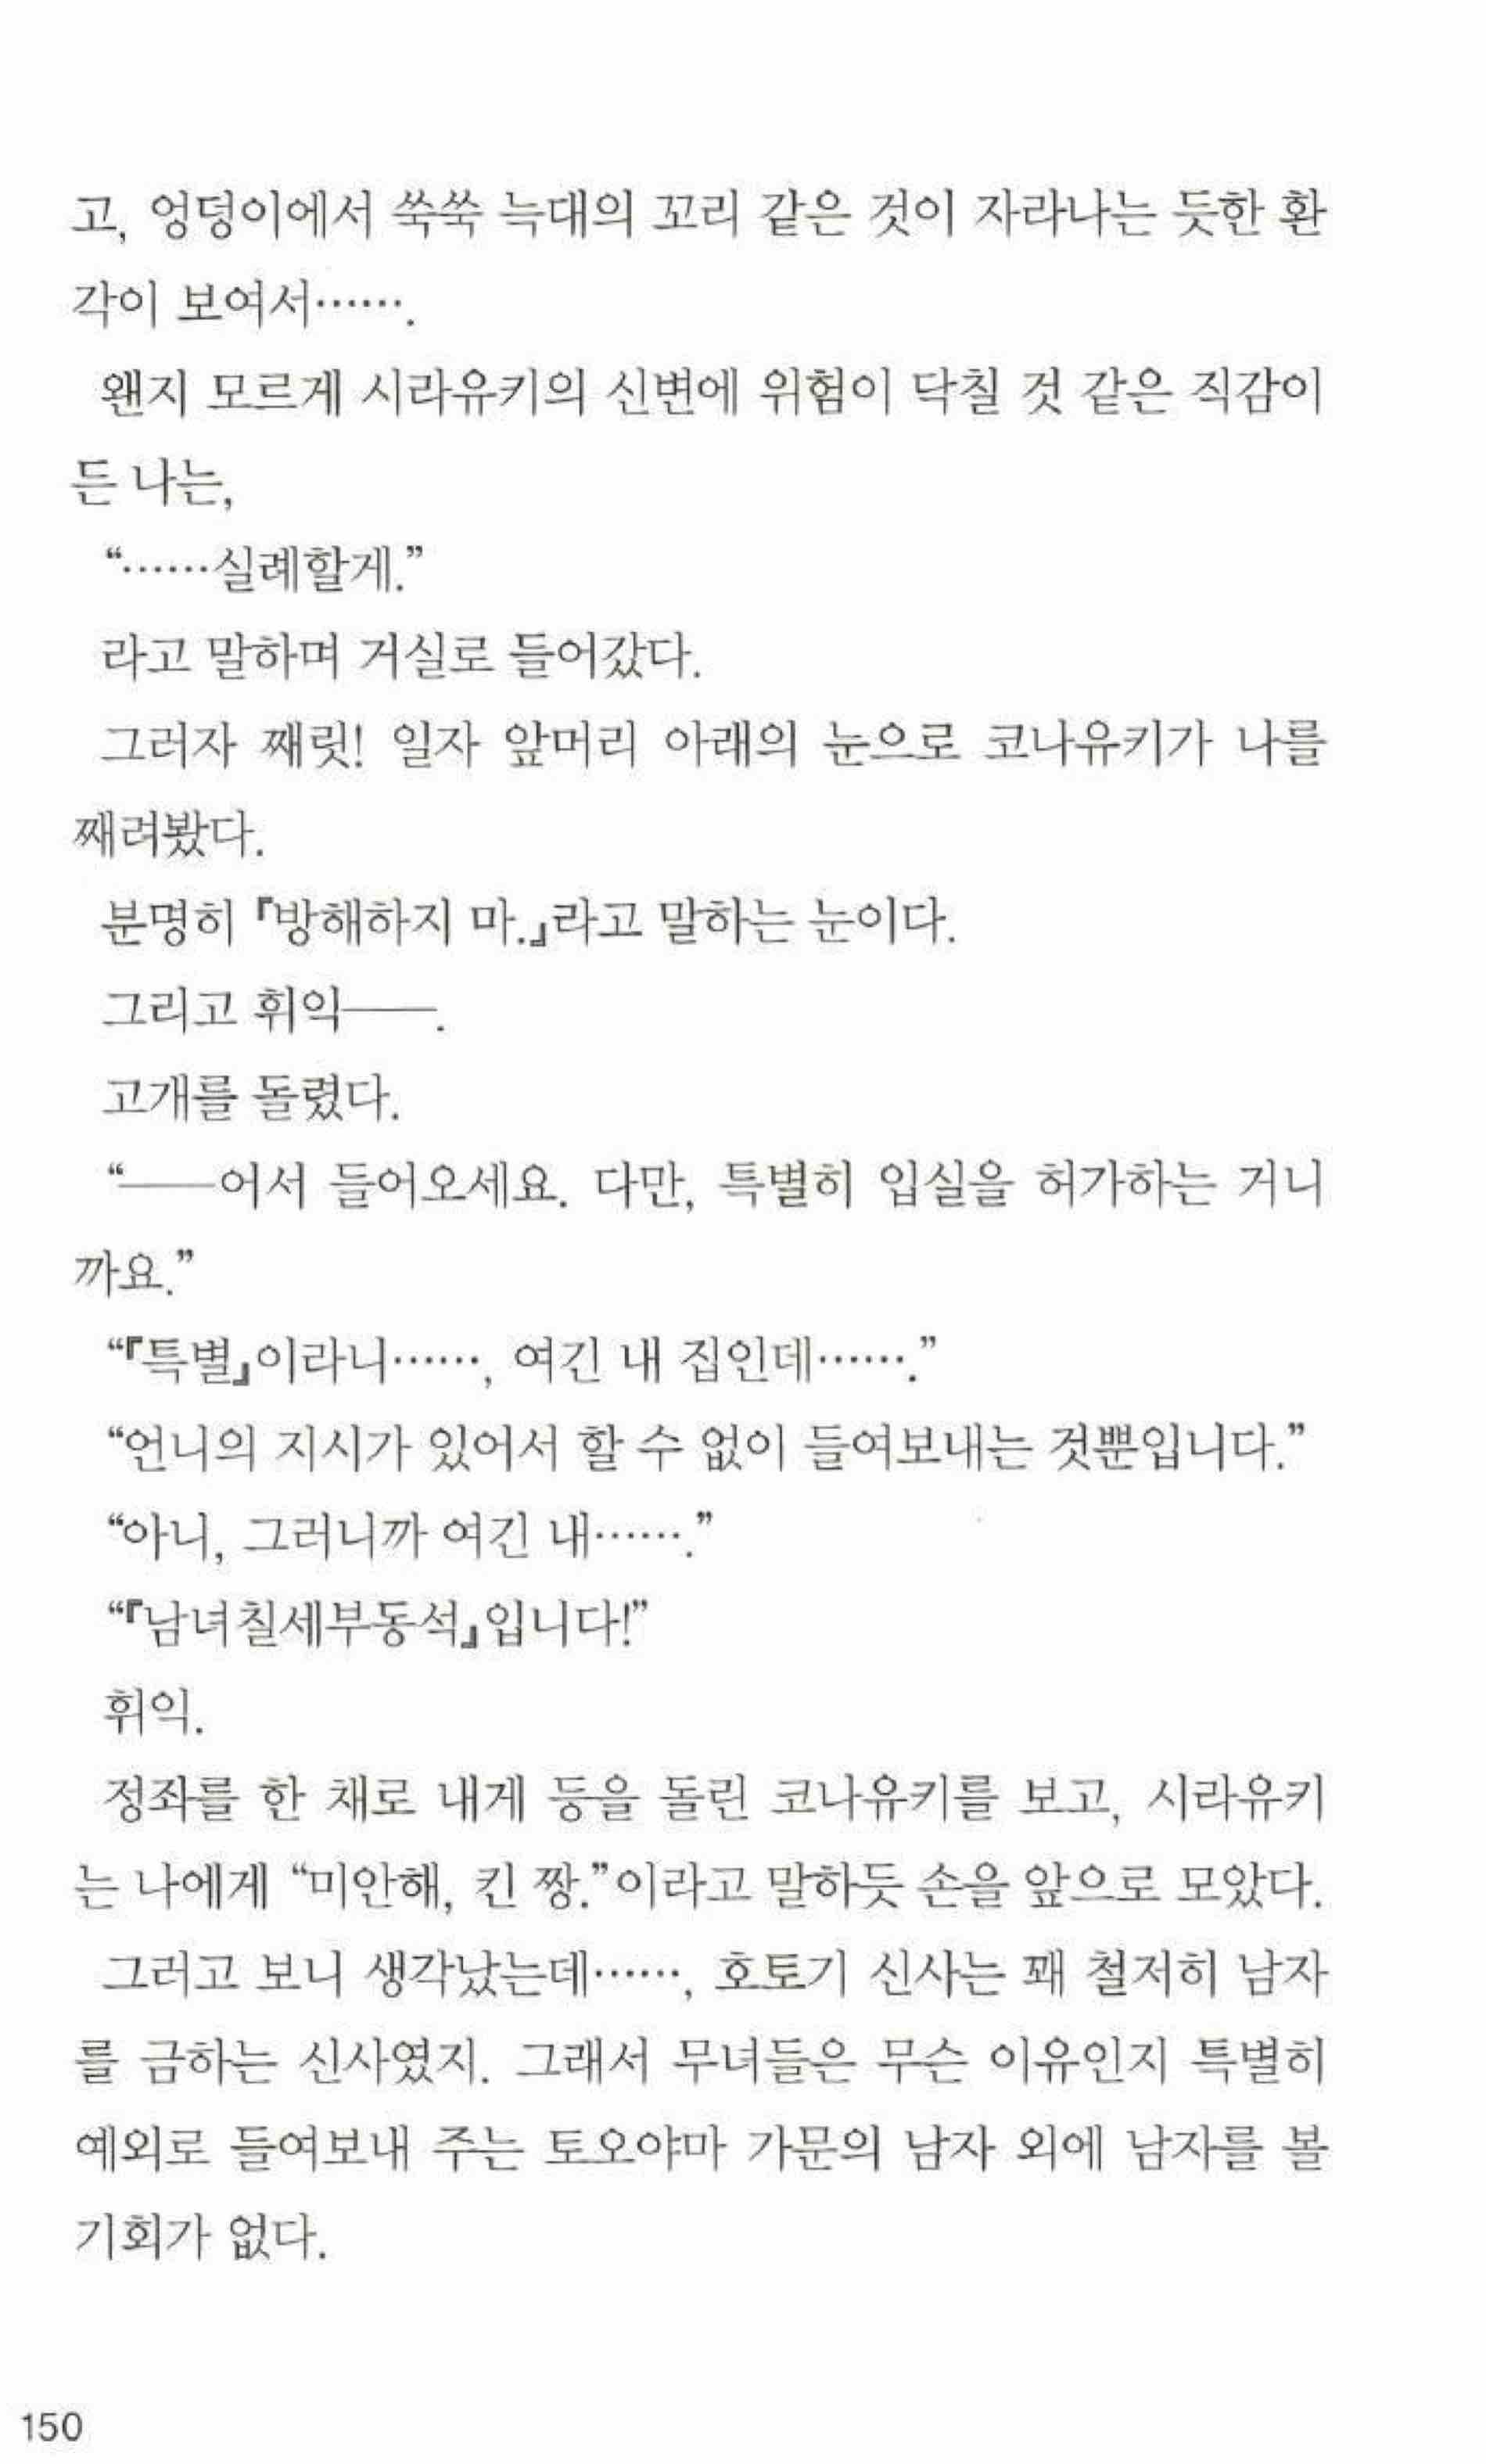 고, 엉덩이에서 쑥쑥 늑대의 꼬리 같은 것이 자라나는 듯한 환
각이 보여서…….
왠지 모르게 시라유키의 신변에 위험이 닥칠 것 같은 직감이
든 나는,
“……실례할게.”
라고 말하며 거실로 들어갔다.
그러자 째릿! 일자 앞머리 아래의 눈으로 코나유키가 나를
째려봤다.
분명히 『방해하지 마.』라고 말하는 눈이다.
그리고 휘익──.
고개를 돌렸다.
“──어서 들어오세요. 다만, 특별히 입실을 허가하는 거니
까요.”
“『특별』이라니……, 여긴 내 집인데…….”
“언니의 지시가 있어서 할 수 없이 들여보내는 것뿐입니다.”
“아니, 그러니까 여긴 내…….”
“『남녀칠세부동석』입니다!”
휘익.
정좌를 한 채로 내게 등을 돌린 코나유키를 보고, 시라유키
는 나에게 “미안해, 킨 짱.”이라고 말하듯 손을 앞으로 모았다.
그러고 보니 생각났는데……, 호토기 신사는 꽤 철저히 남자
를 금하는 신사였지. 그래서 무녀들은 무슨 이유인지 특별히
예외로 들여보내 주는 토오야마 가문의 남자 외에 남자를 볼
기회가 없다.
150